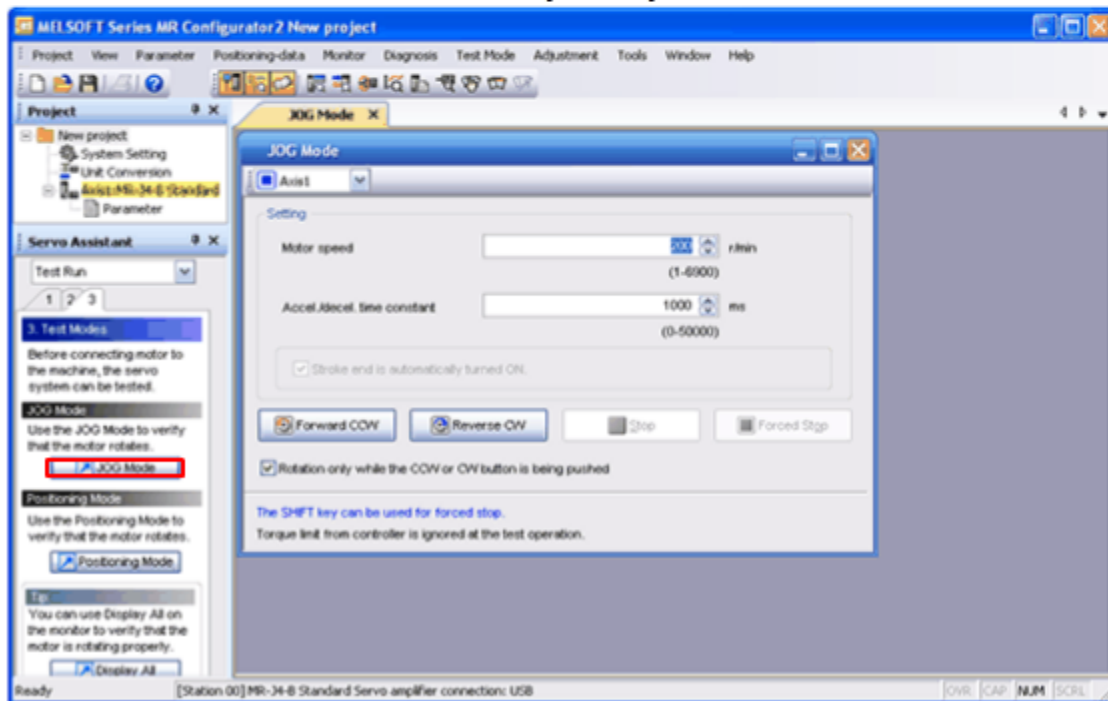 MELSOFT Series MR Configurator2 New project
Project View Parameter Positioning-data Monitor Diagnosis Test Mode Adjustment Tools Window Help
Project
New project
System Setting
Unit Conversion
Axis1:MR-J4-B Standard
Parameter
Servo Assistant
Test Run
1 2 3
3. Test Modes
Before connecting motor to
the machine, the servo
system can be tested.
JOG Mode
Use the JOG Mode to verify
that the motor rotates.
JOG Mode
Positioning Mode
Use the Positioning Mode to
verify that the motor rotates.
Positioning Mode
Tip
You can use Display All on
the monitor to verify that the
motor is rotating properly.
Display All
JOG Mode
JOG Mode
Axis1
Setting
Motor speed 200 r/min
(1-6900)
Accel./decel. time constant 1000 ms
(0-50000)
Stroke end is automatically turned ON.
Forward CCW Reverse CW Stop Forced Stop
Rotation only while the CCW or CW button is being pushed
The SHIFT key can be used for forced stop.
Torque limit from controller is ignored at the test operation.
Ready [Station 00] MR-J4-B Standard Servo amplifier connection: USB OVR CAP NUM SCRL